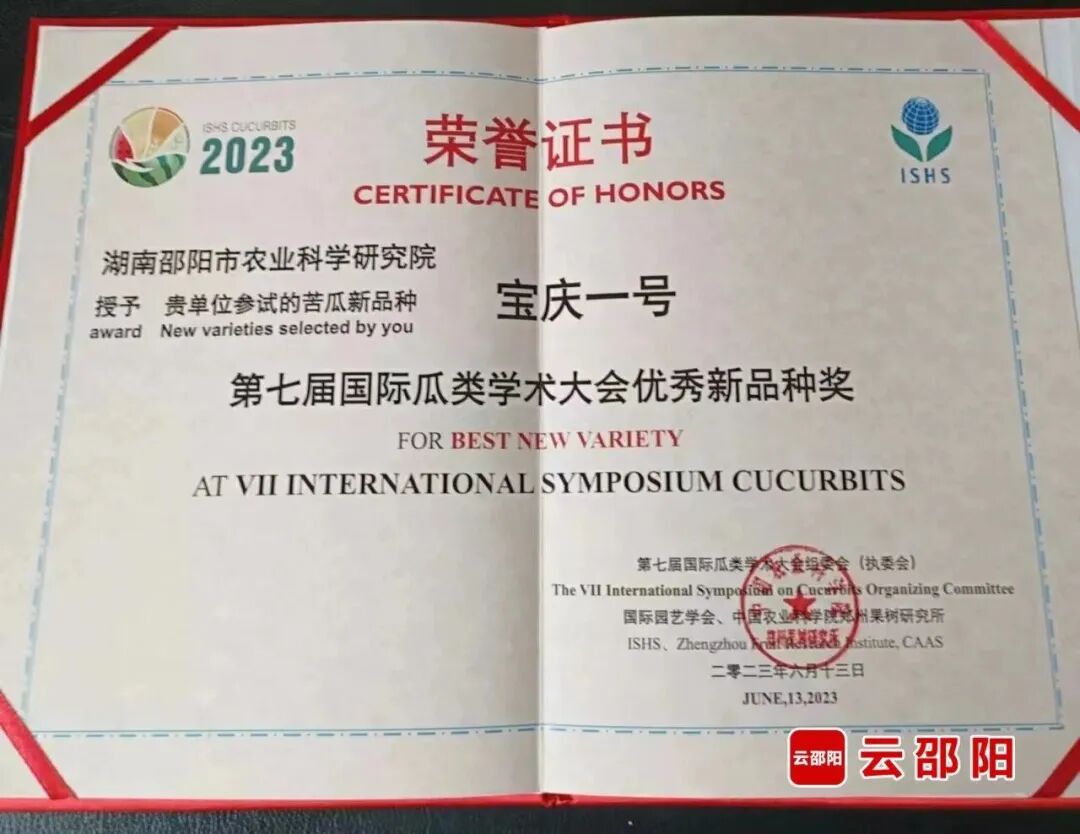 ISHS CUCURBITS
2023
荣誉证书
CERTIFICATE OF HONORS
ISHS
湖南邵阳市农业科学研究院
授予 贵单位参试的苦瓜新品种 宝庆一号
award New varieties selected by you
第七届国际瓜类学术大会优秀新品种奖
FOR BEST NEW VARIETY
AT VII INTERNATIONAL SYMPOSIUM CUCURBITS
第七届国际瓜类学术大会组委会（执委会）
The VII International Symposium on Cucurbits Organizing Committee
国际园艺学会、中国农业科学院郑州果树研究所
ISHS、Zhengzhou Fruit Research Institute, CAAS
二零二三年六月十三日
JUNE,13,2023
云邵阳 云邵阳